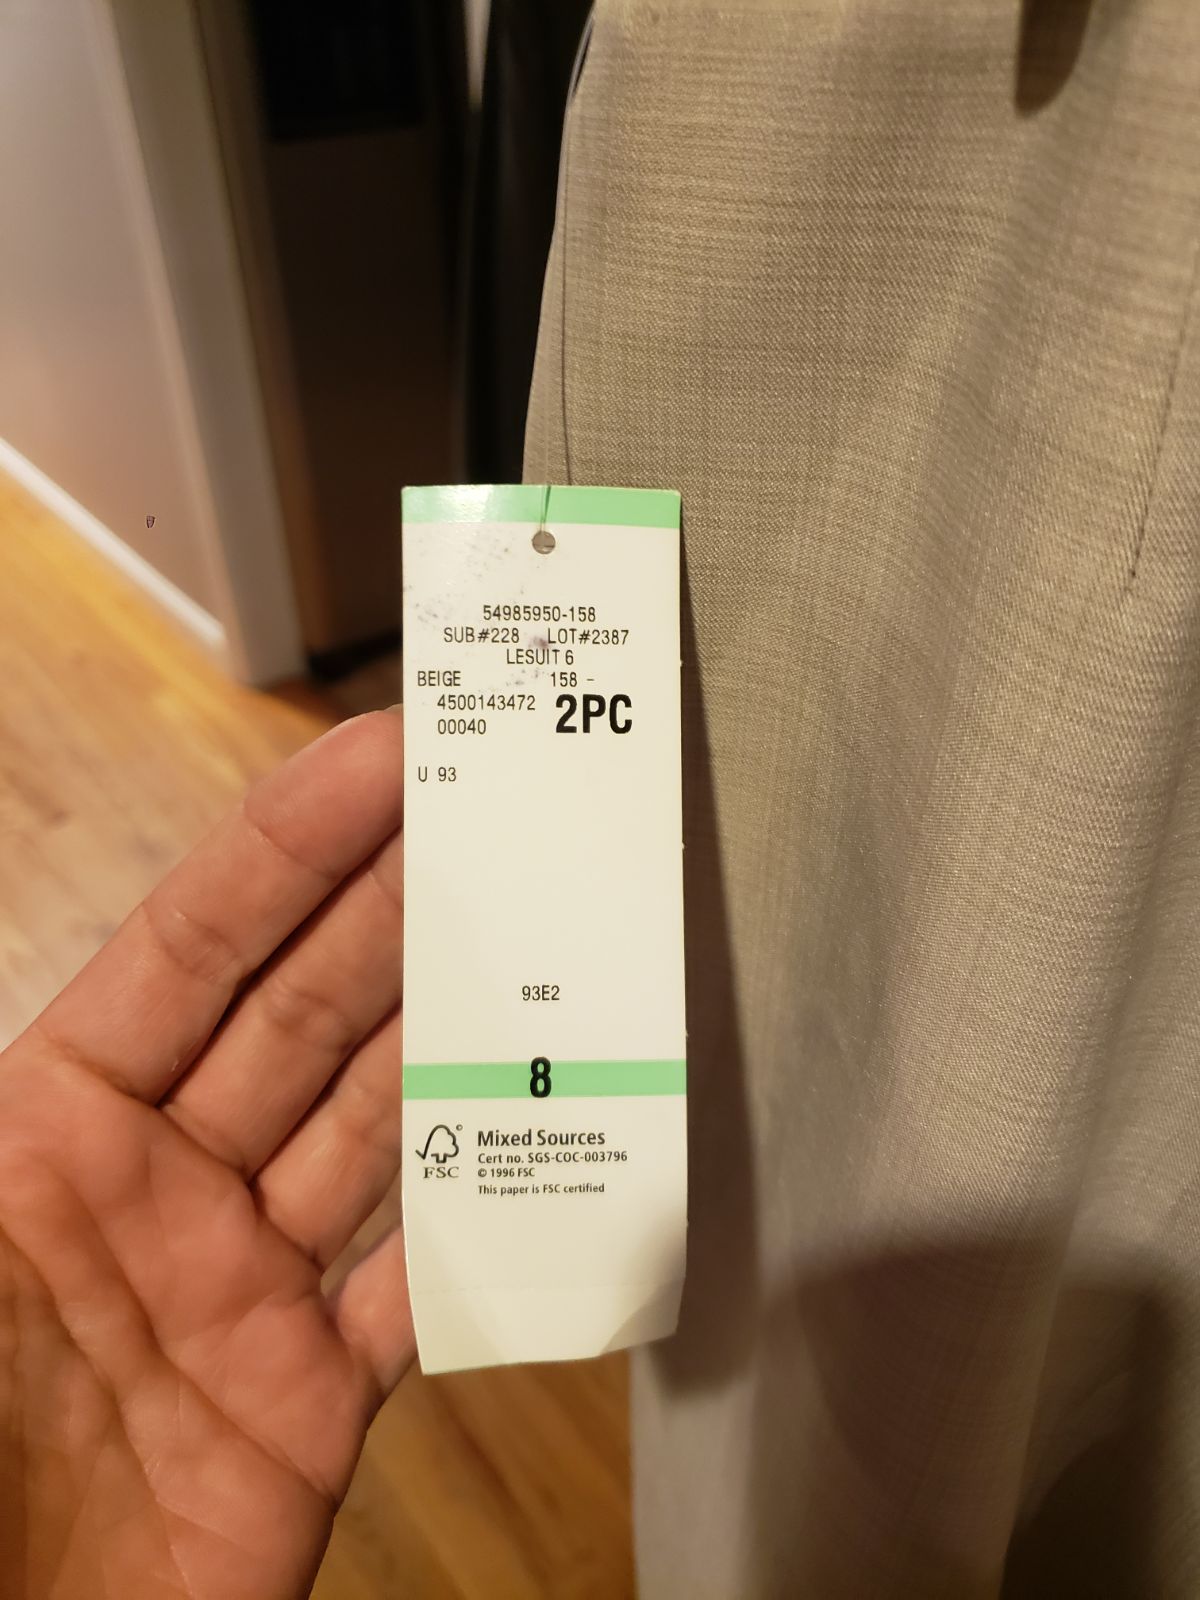 54985950-158
SUB#228 LOT#2387
LESUIT 6
BEIGE 158 -
4500143472 2PC
00040
U 93
93E2
8
FSC ©
Mixed Sources
Cert no. SGS-COC-003796
© 1996 FSC
This paper is FSC certified